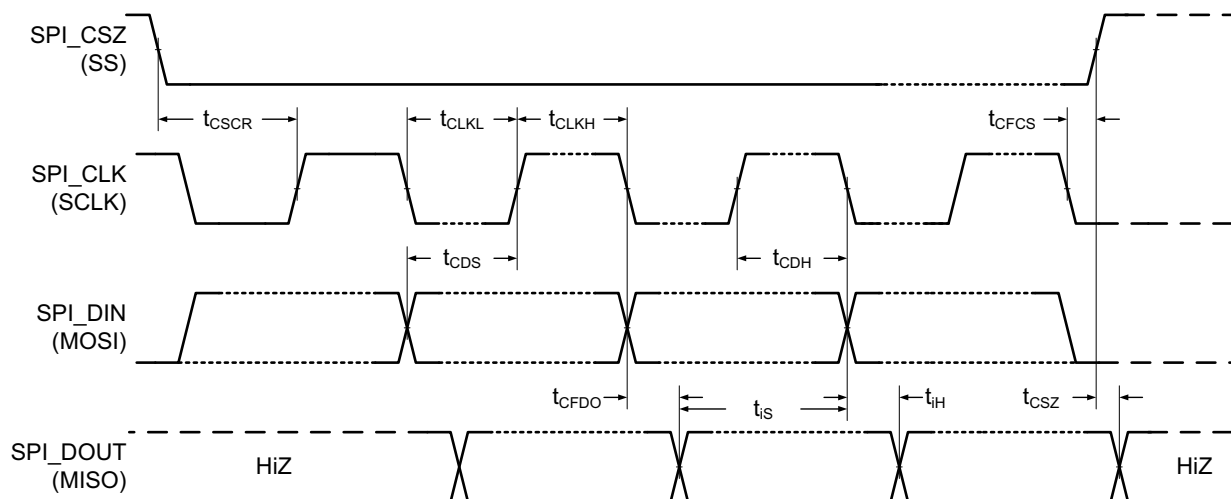 SPI_CSZ
(SS)
tCSCR
tCLKL
tCLKH
tCFCS
SPI_CLK
(SCLK)
tCDS
tCDH
SPI_DIN
(MOSI)
tCFDO
tiS
tiH
tCSZ
SPI_DOUT
(MISO)
HiZ
HiZ